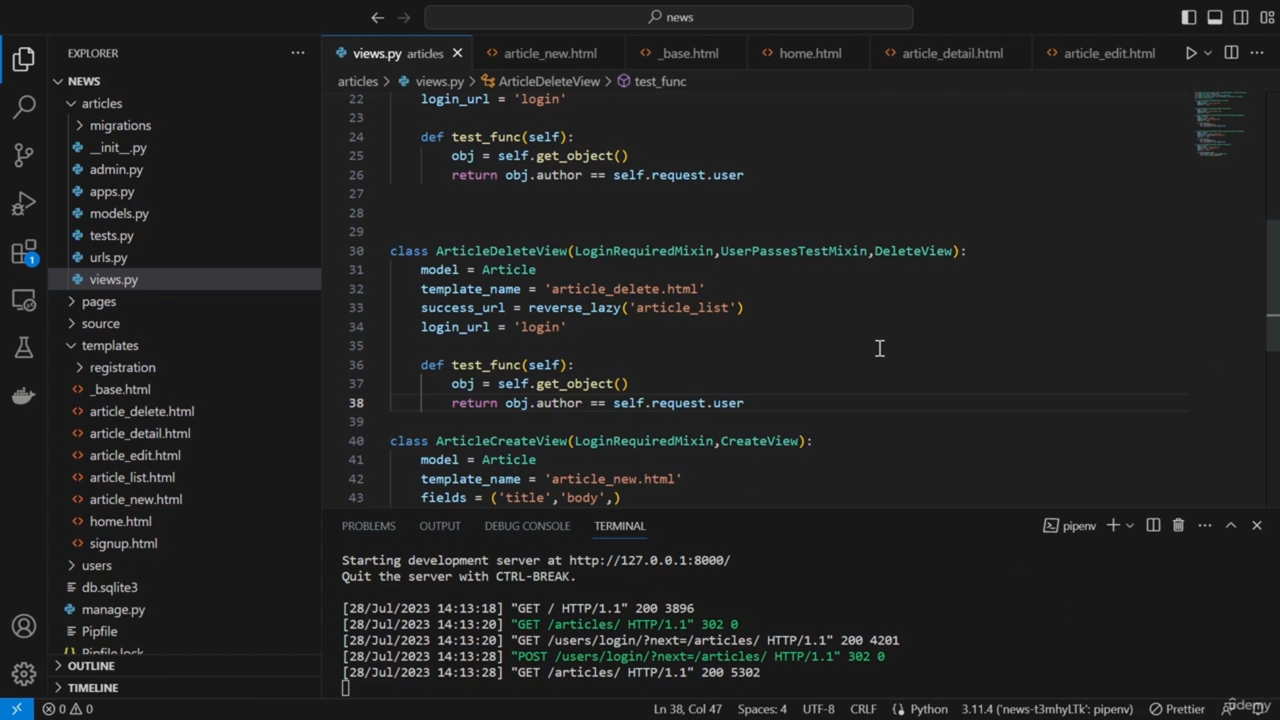 news
EXPLORER
views.py articles
article_new.html
_base.html
home.html
article_detail.html
article_edit.html
NEWS
articles > views.py > ArticleDeleteView > test_func
articles
migrations
__init__.py
admin.py
apps.py
models.py
tests.py
urls.py
views.py
pages
source
templates
registration
_base.html
article_delete.html
article_detail.html
article_edit.html
article_list.html
article_new.html
home.html
signup.html
users
db.sqlite3
manage.py
Pipfile
Pipfile.lock
OUTLINE
TIMELINE
1
22 login_url = 'login'
23
24 def test_func(self):
25 obj = self.get_object()
26 return obj.author == self.request.user
27
28
29
30 class ArticleDeleteView(LoginRequiredMixin,UserPassesTestMixin,DeleteView):
31 model = Article
32 template_name = 'article_delete.html'
33 success_url = reverse_lazy('article_list')
34 login_url = 'login'
35
36 def test_func(self):
37 obj = self.get_object()
38 return obj.author == self.request.user
39
40 class ArticleCreateView(LoginRequiredMixin,CreateView):
41 model = Article
42 template_name = 'article_new.html'
43 fields = ('title','body',)
PROBLEMS OUTPUT DEBUG CONSOLE TERMINAL
pipenv
Starting development server at http://127.0.0.1:8000/
Quit the server with CTRL-BREAK.
[28/Jul/2023 14:13:18] "GET / HTTP/1.1" 200 3896
[28/Jul/2023 14:13:20] "GET /articles/ HTTP/1.1" 302 0
[28/Jul/2023 14:13:20] "GET /users/login/?next=/articles/ HTTP/1.1" 200 4201
[28/Jul/2023 14:13:28] "POST /users/login/?next=/articles/ HTTP/1.1" 302 0
[28/Jul/2023 14:13:28] "GET /articles/ HTTP/1.1" 200 5302
0 0
Ln 38, Col 47 Spaces: 4 UTF-8 CRLF Python 3.11.4 ('news-t3mhyLTk': pipenv) Prettier
ûdemy